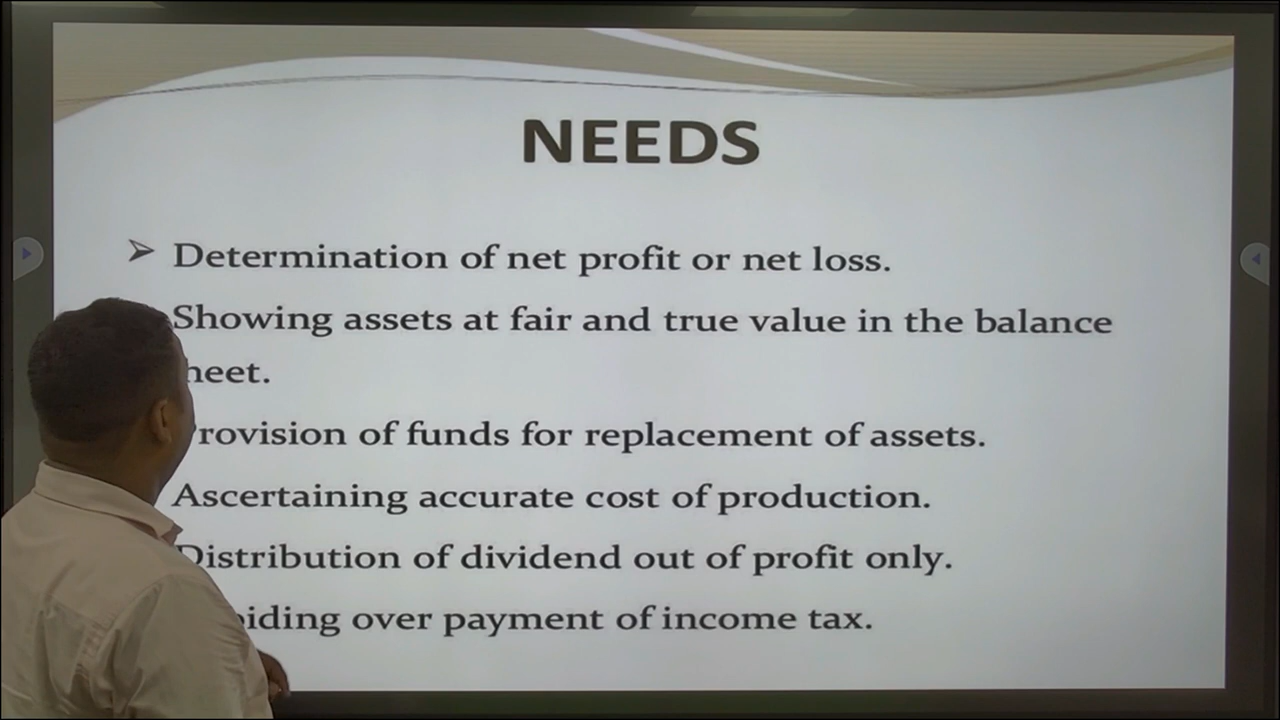 NEEDS
➢ Determination of net profit or net loss.
Showing assets at fair and true value in the balance
heet.
rovision of funds for replacement of assets.
Ascertaining accurate cost of production.
Distribution of dividend out of profit only.
iding over payment of income tax.